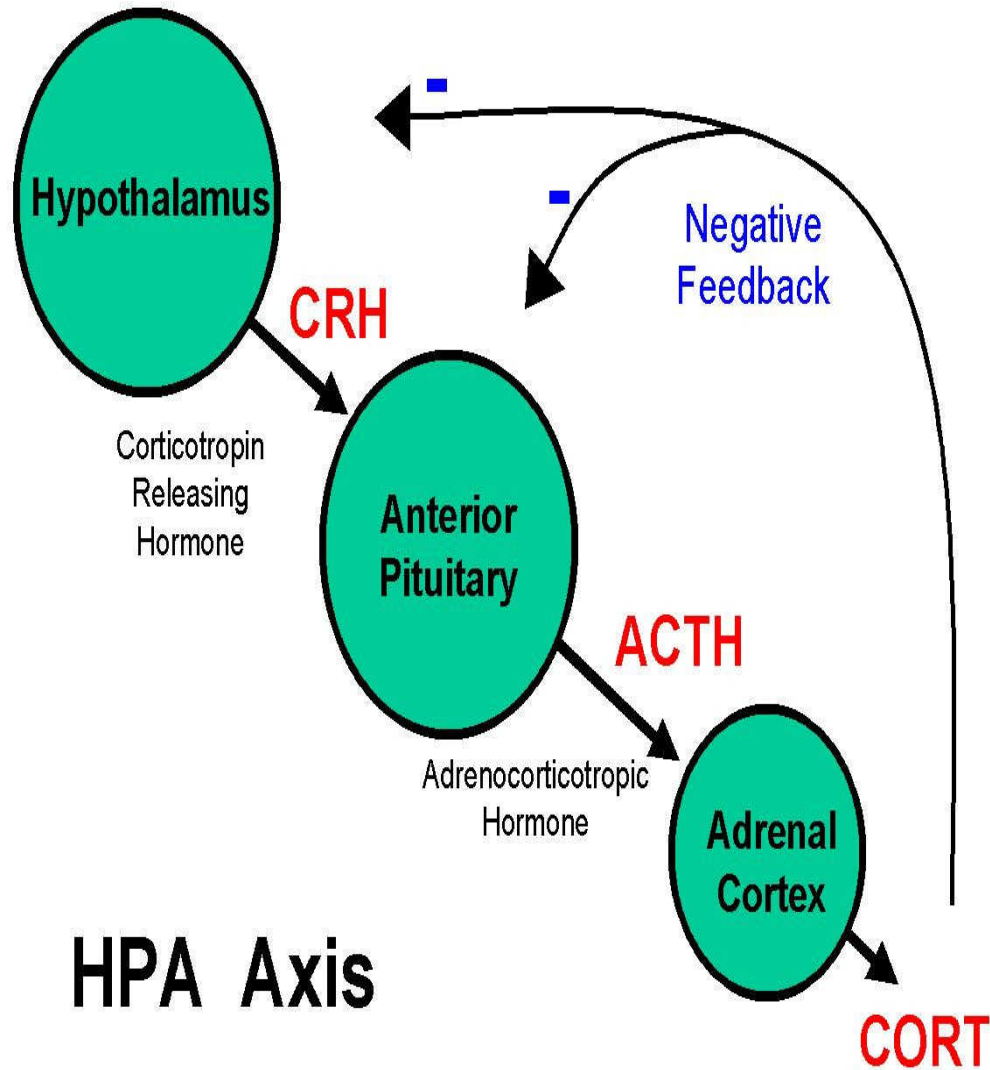 -
-
Hypothalamus
Negative
Feedback
CRH
Corticotropin
Releasing
Hormone
Anterior
Pituitary
ACTH
Adrenocorticotropic
Hormone
Adrenal
Cortex
HPA Axis
CORT